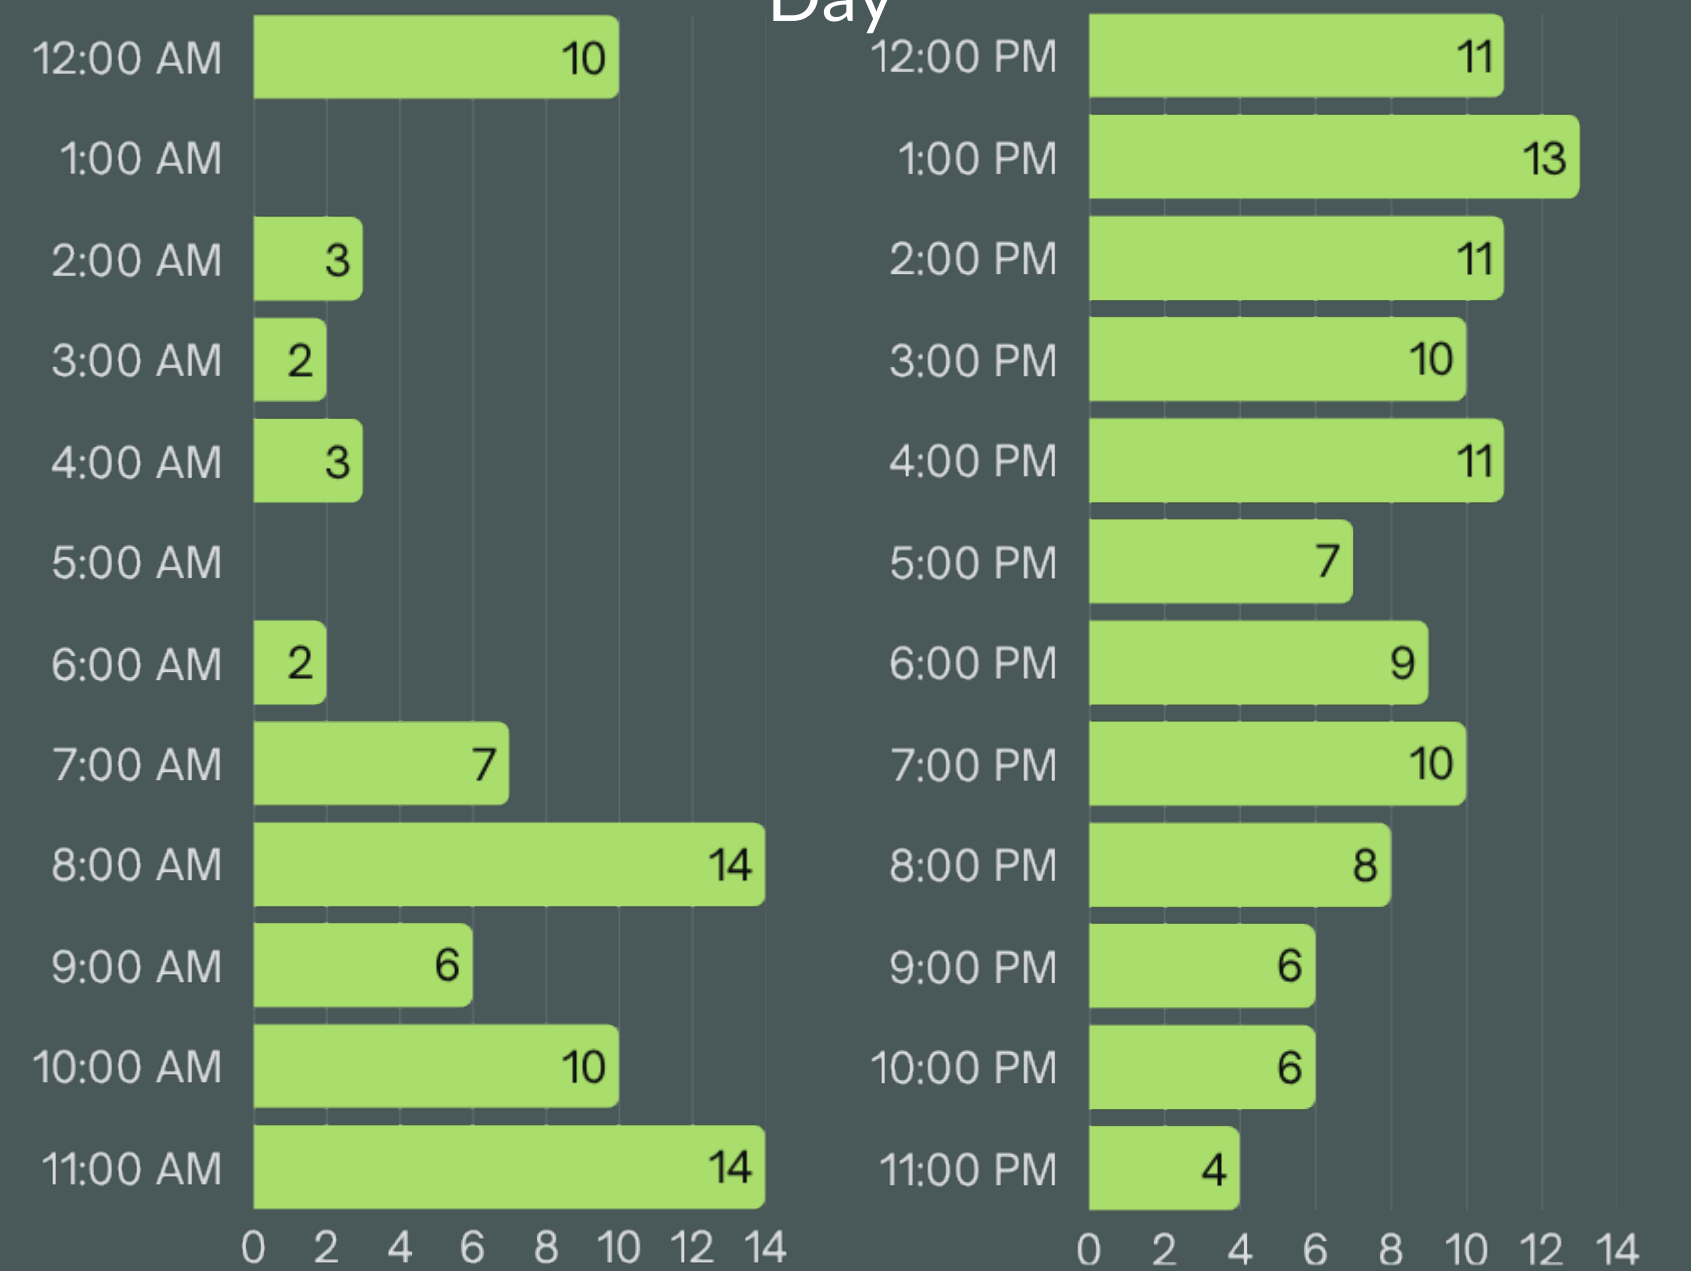 Day
12:00 AM 10
1:00 AM
2:00 AM 3
3:00 AM 2
4:00 AM 3
5:00 AM
6:00 AM 2
7:00 AM 7
8:00 AM 14
9:00 AM 6
10:00 AM 10
11:00 AM 14
0 2 4 6 8 10 12 14
12:00 PM 11
1:00 PM 13
2:00 PM 11
3:00 PM 10
4:00 PM 11
5:00 PM 7
6:00 PM 9
7:00 PM 10
8:00 PM 8
9:00 PM 6
10:00 PM 6
11:00 PM 4
0 2 4 6 8 10 12 14